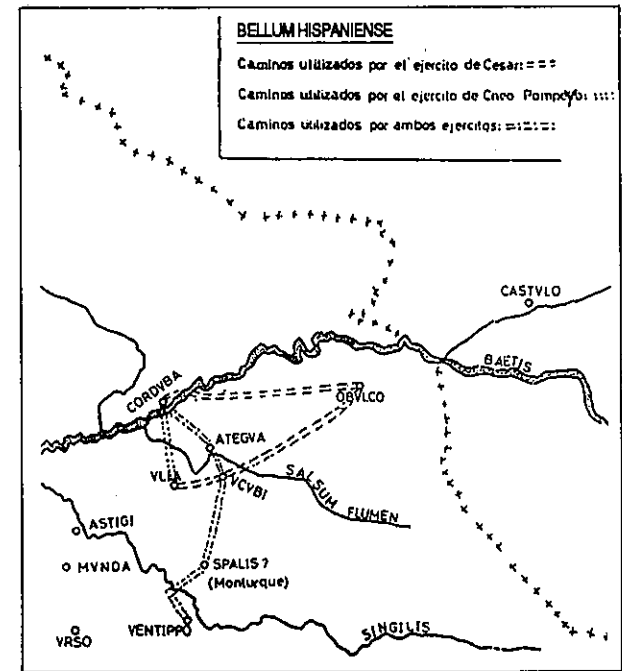 BELLUM HISPANIENSE
Caminos utilizados por el ejercito de Cesar: = = =
Caminos utilizados por el ejercito de Cneo Pompeyo: ::::
Caminos utilizados por ambos ejercitos: =:=:=:=
CASTVLO
BAETIS
CORDVBA
OBVLCO
ATEGVA
VLIA
VCVBI
SALSUM
FLUMEN
ASTIGI
MVNDA
SPALIS ?
(Monturque)
VENTIPPO
VRSO
SINGILIS